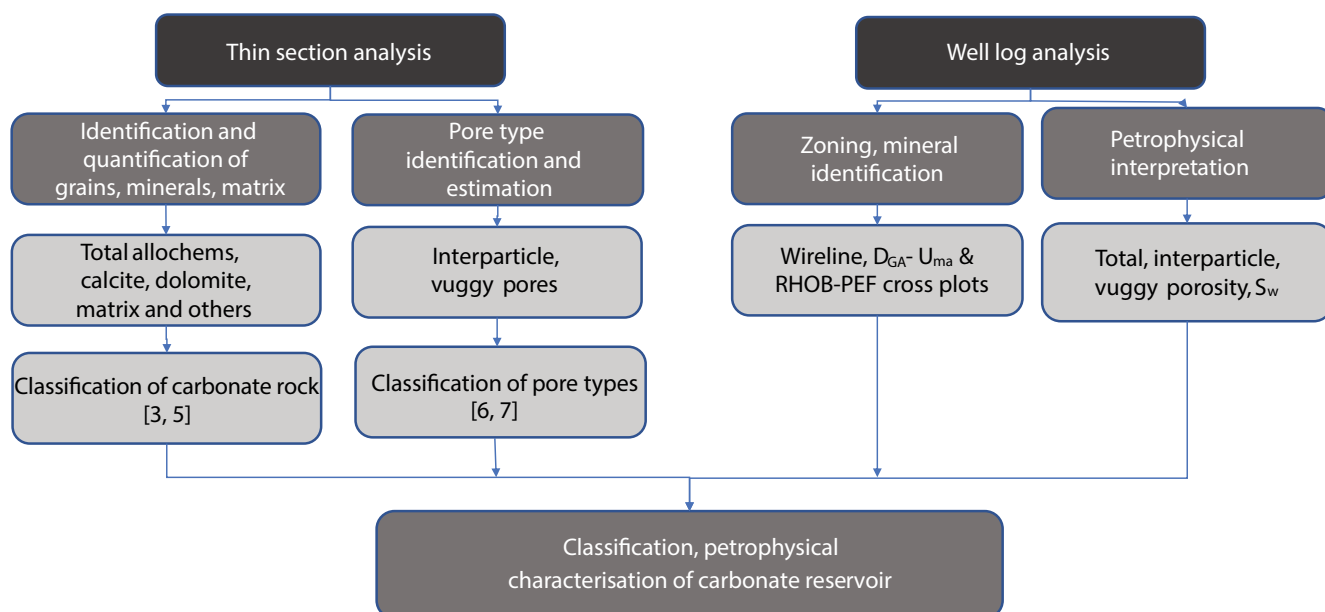 Thin section analysis
Well log analysis
Identification and
quantification of
grains, minerals, matrix
Pore type
identification and
estimation
Zoning, mineral
identification
Petrophysical
interpretation
Total allochems,
calcite, dolomite,
matrix and others
Interparticle,
vuggy pores
Wireline, DGA- Uma &
RHOB-PEF cross plots
Total, interparticle,
vuggy porosity, Sw
Classification of carbonate rock
[3, 5]
Classification of pore types
[6, 7]
Classification, petrophysical
characterisation of carbonate reservoir